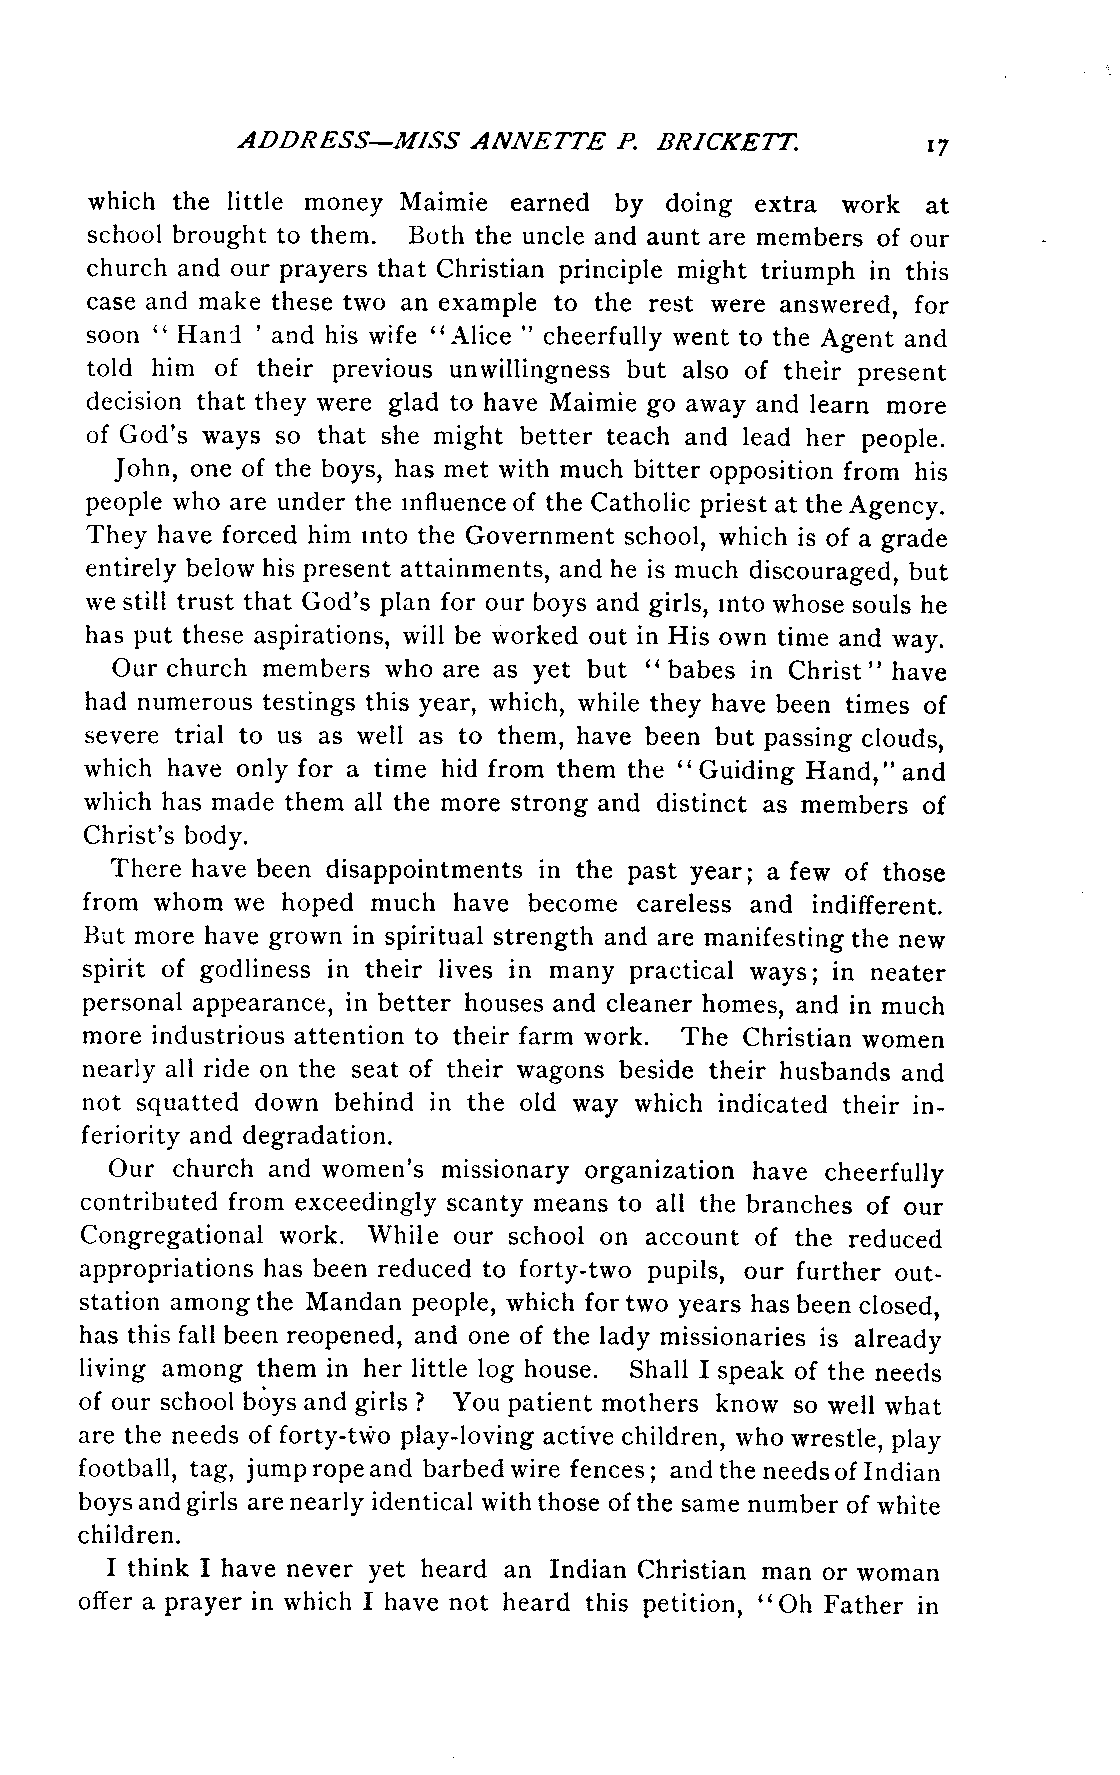 ADDRESS—MISS ANNETTE P. BRICKETT. 17
which the little money Maimie earned by doing extra work at
school brought to them. Both the uncle and aunt are members of our
church and our prayers that Christian principle might triumph in this
case and make these two an example to the rest were answered, for
soon "Hand' and his wife "Alice" cheerfully went to the Agent and
told him of their previous unwillingness but also of their present
decision that they were glad to have Maimie go away and learn more
of God's ways so that she might better teach and lead her people.
John, one of the boys, has met with much bitter opposition from his
people who are under the influence of the Catholic priest at the Agency.
They have forced him into the Government school, which is of a grade
entirely below his present attainments, and he is much discouraged, but
we still trust that God's plan for our boys and girls, into whose souls he
has put these aspirations, will be worked out in His own time and way.
Our church members who are as yet but "babes in Christ" have
had numerous testings this year, which, while they have been times of
severe trial to us as well as to them, have been but passing clouds,
which have only for a time hid from them the "Guiding Hand," and
which has made them all the more strong and distinct as members of
Christ's body.
There have been disappointments in the past year; a few of those
from whom we hoped much have become careless and indifferent.
But more have grown in spiritual strength and are manifesting the new
spirit of godliness in their lives in many practical ways; in neater
personal appearance, in better houses and cleaner homes, and in much
more industrious attention to their farm work. The Christian women
nearly all ride on the seat of their wagons beside their husbands and
not squatted down behind in the old way which indicated their in-
feriority and degradation.
Our church and women's missionary organization have cheerfully
contributed from exceedingly scanty means to all the branches of our
Congregational work. While our school on account of the reduced
appropriations has been reduced to forty-two pupils, our further out-
station among the Mandan people, which for two years has been closed,
has this fall been reopened, and one of the lady missionaries is already
living among them in her little log house. Shall I speak of the needs
of our school boys and girls? You patient mothers know so well what
are the needs of forty-two play-loving active children, who wrestle, play
football, tag, jump rope and barbed wire fences; and the needs of Indian
boys and girls are nearly identical with those of the same number of white
children.
I think I have never yet heard an Indian Christian man or woman
offer a prayer in which I have not heard this petition, "Oh Father in